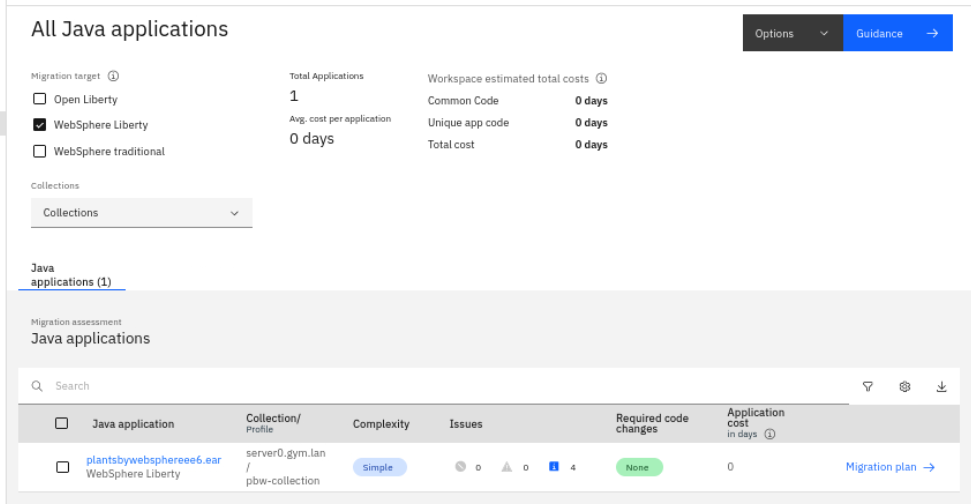 All Java applications
Options
Guidance
Migration target
Open Liberty
WebSphere Liberty
WebSphere traditional
Total Applications
1
Avg. cost per application
0 days
Workspace estimated total costs
Common Code 0 days
Unique app code 0 days
Total cost 0 days
Collections
Collections
Java
applications (1)
Migration assessment
Java applications
Search
Java application
Collection/
Profile
Complexity
Issues
Required code
changes
Application
cost
in days
plantsbywebsphereee6.ear
WebSphere Liberty
server0.gym.lan
/
pbw-collection
Simple
0 0 4
None
0
Migration plan